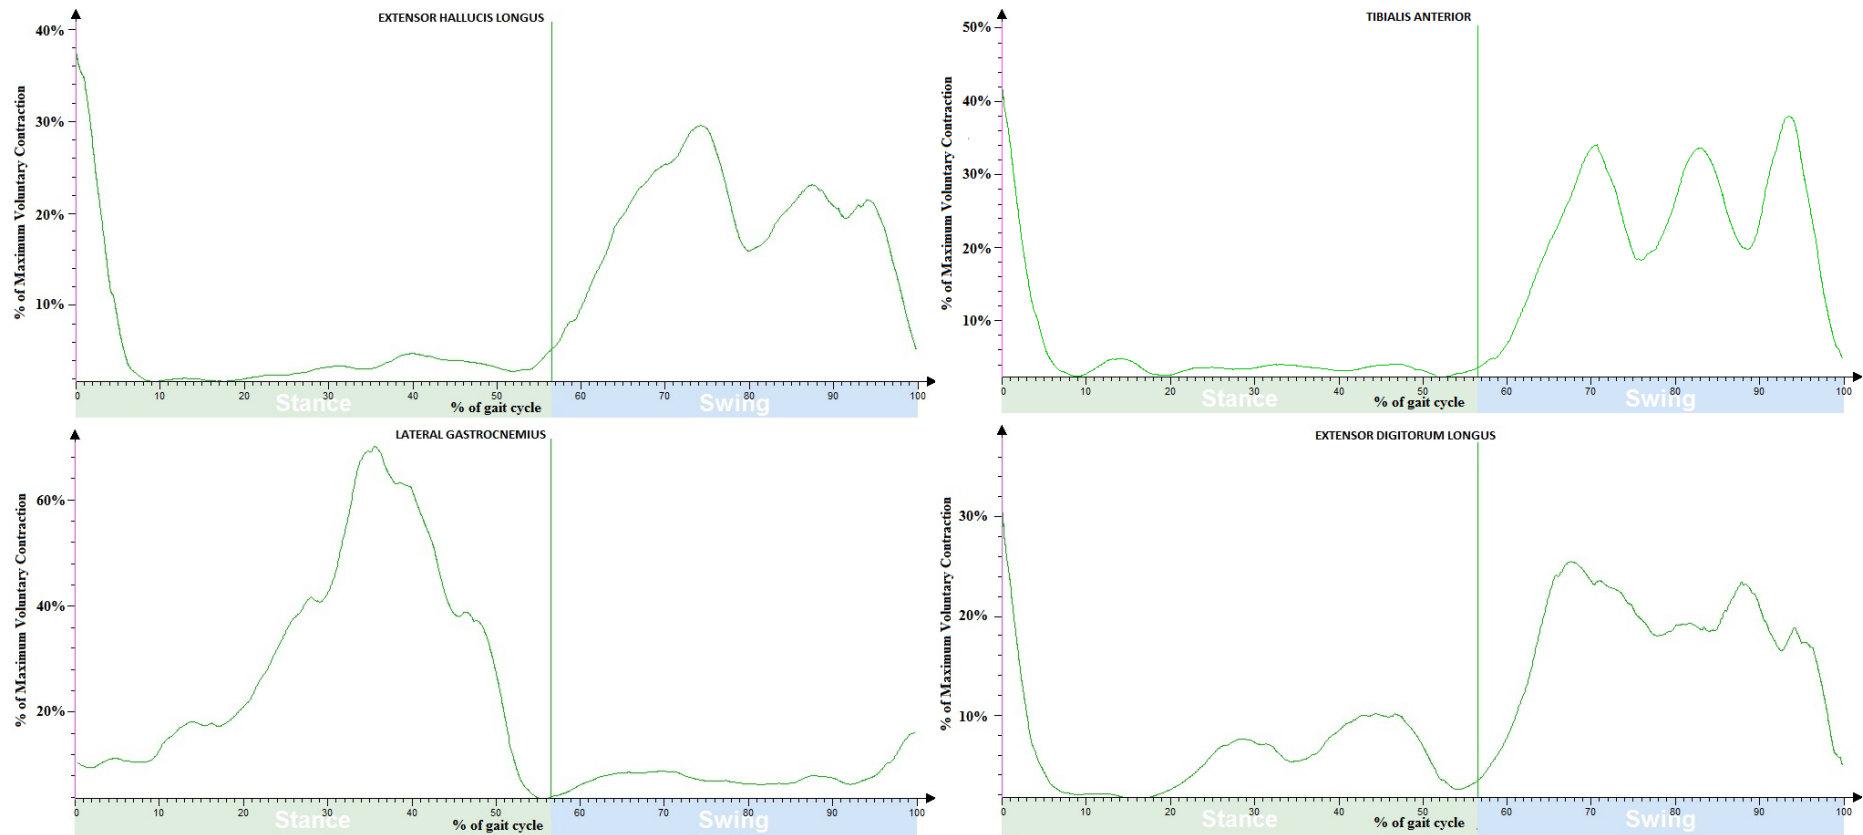 EXTENSOR HALLUCIS LONGUS
40%
30%
20%
10%
% of Maximum Voluntary Contraction
0 10 20 30 40 50 60 70 80 90 100
Stance % of gait cycle Swing
TIBIALIS ANTERIOR
50%
40%
30%
20%
10%
% of Maximum Voluntary Contraction
0 10 20 30 40 50 60 70 80 90 100
Stance % of gait cycle Swing
LATERAL GASTROCNEMIUS
60%
40%
20%
% of Maximum Voluntary Contraction
0 10 20 30 40 50 60 70 80 90 100
Stance % of gait cycle Swing
EXTENSOR DIGITORUM LONGUS
30%
20%
10%
% of Maximum Voluntary Contraction
0 10 20 30 40 50 60 70 80 90 100
Stance % of gait cycle Swing